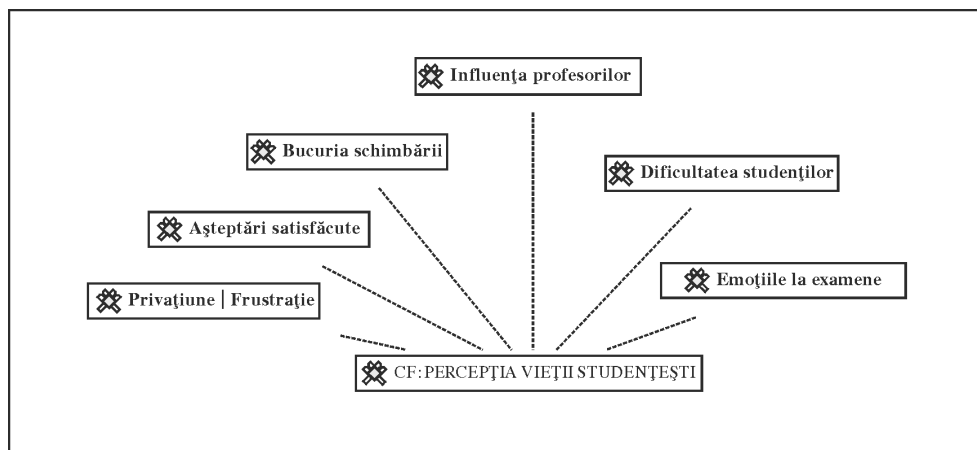 Influenţa profesorilor
Bucuria schimbării
Dificultatea studenţilor
Aşteptări satisfăcute
Emoţiile la examene
Privaţiune | Frustraţie
CF: PERCEPŢIA VIEŢII STUDENŢEŞTI